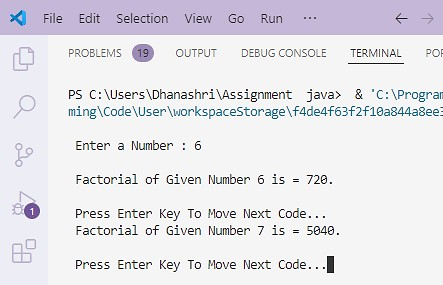 File Edit Selection View Go Run ... ← →
PROBLEMS 19 OUTPUT DEBUG CONSOLE TERMINAL
PS C:\Users\Dhanashri\Assignment java> & 'C:\Program
ming\Code\User\workspaceStorage\f4de4f63f2f10a844a8ee3
Enter a Number : 6
Factorial of Given Number 6 is = 720.
Press Enter Key To Move Next Code...
1
Factorial of Given Number 7 is = 5040.
Press Enter Key To Move Next Code...